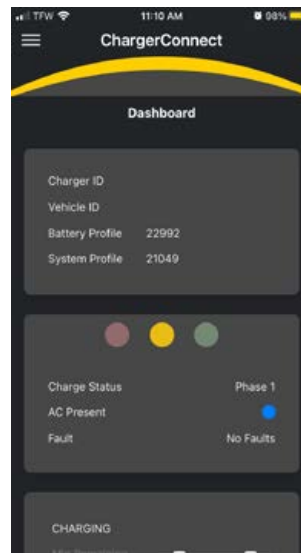 TFW 11:10 AM 98%
ChargerConnect
Dashboard
Charger ID
Vehicle ID
Battery Profile 22992
System Profile 21049
Charge Status Phase 1
AC Present
Fault No Faults
CHARGING